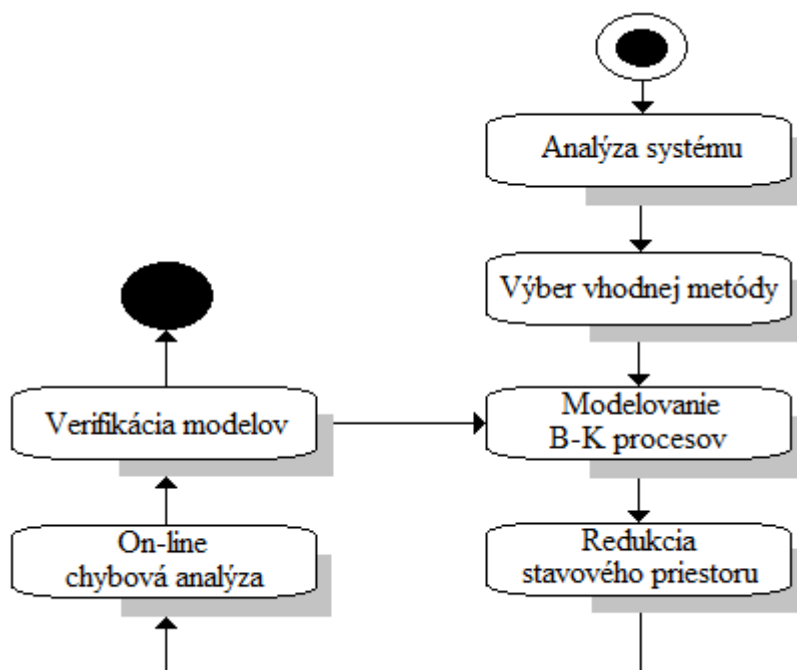 Analýza systému
Výber vhodnej metódy
Modelovanie
B-K procesov
Redukcia
stavového priestoru
On-line
chybová analýza
Verifikácia modelov